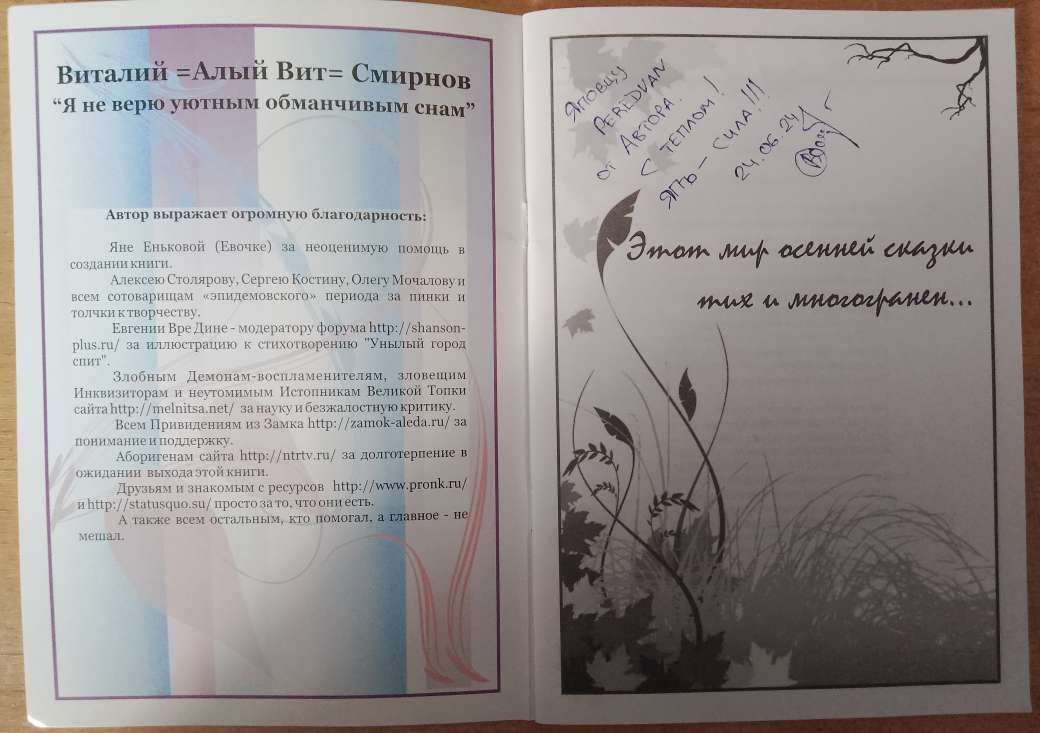 Виталий =Алый Вит= Смирнов
“Я не верю уютным обманчивым снам”
Автор выражает огромную благодарность:
Яне Еньковой (Евочке) за неоценимую помощь в
создании книги.
Алексею Столярову, Сергею Костину, Олегу Мочалову и
всем сотоварищам «эпидемовского» периода за пинки и
толчки к творчеству.
Евгении Вре Дине - модератору форума http://shanson-
plus.ru/ за иллюстрацию к стихотворению "Унылый город
спит".
Злобным Демонам-воспламенителям, зловещим
Инквизиторам и неутомимым Истопникам Великой Топки
сайта http://melnitsa.net/ за науку и безжалостную критику.
Всем Привидениям из Замка http://zamok-aleda.ru/ за
понимание и поддержку.
Аборигенам сайта http://ntrtv.ru/ за долготерпение в
ожидании выхода этой книги.
Друзьям и знакомым с ресурсов http://www.pronk.ru/
и http://statusquo.su/ просто за то, что они есть.
А также всем остальным, кто помогал, а главное - не
мешал.
ЯПОВЦУ
PEREDVAN
ОТ АВТОРА.
С ТЕПЛОМ!
ЯПЪ - СИЛА!!!
24.06.24
Этот мир осенней сказки
тих и многогранен...